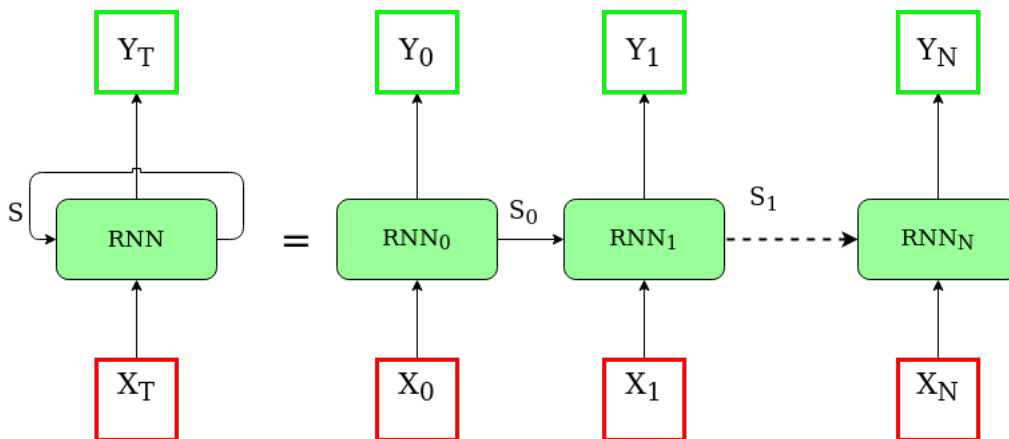 Y_T Y_0 Y_1 Y_N
S S_0 S_1
RNN = RNN_0 RNN_1 RNN_N
X_T X_0 X_1 X_N